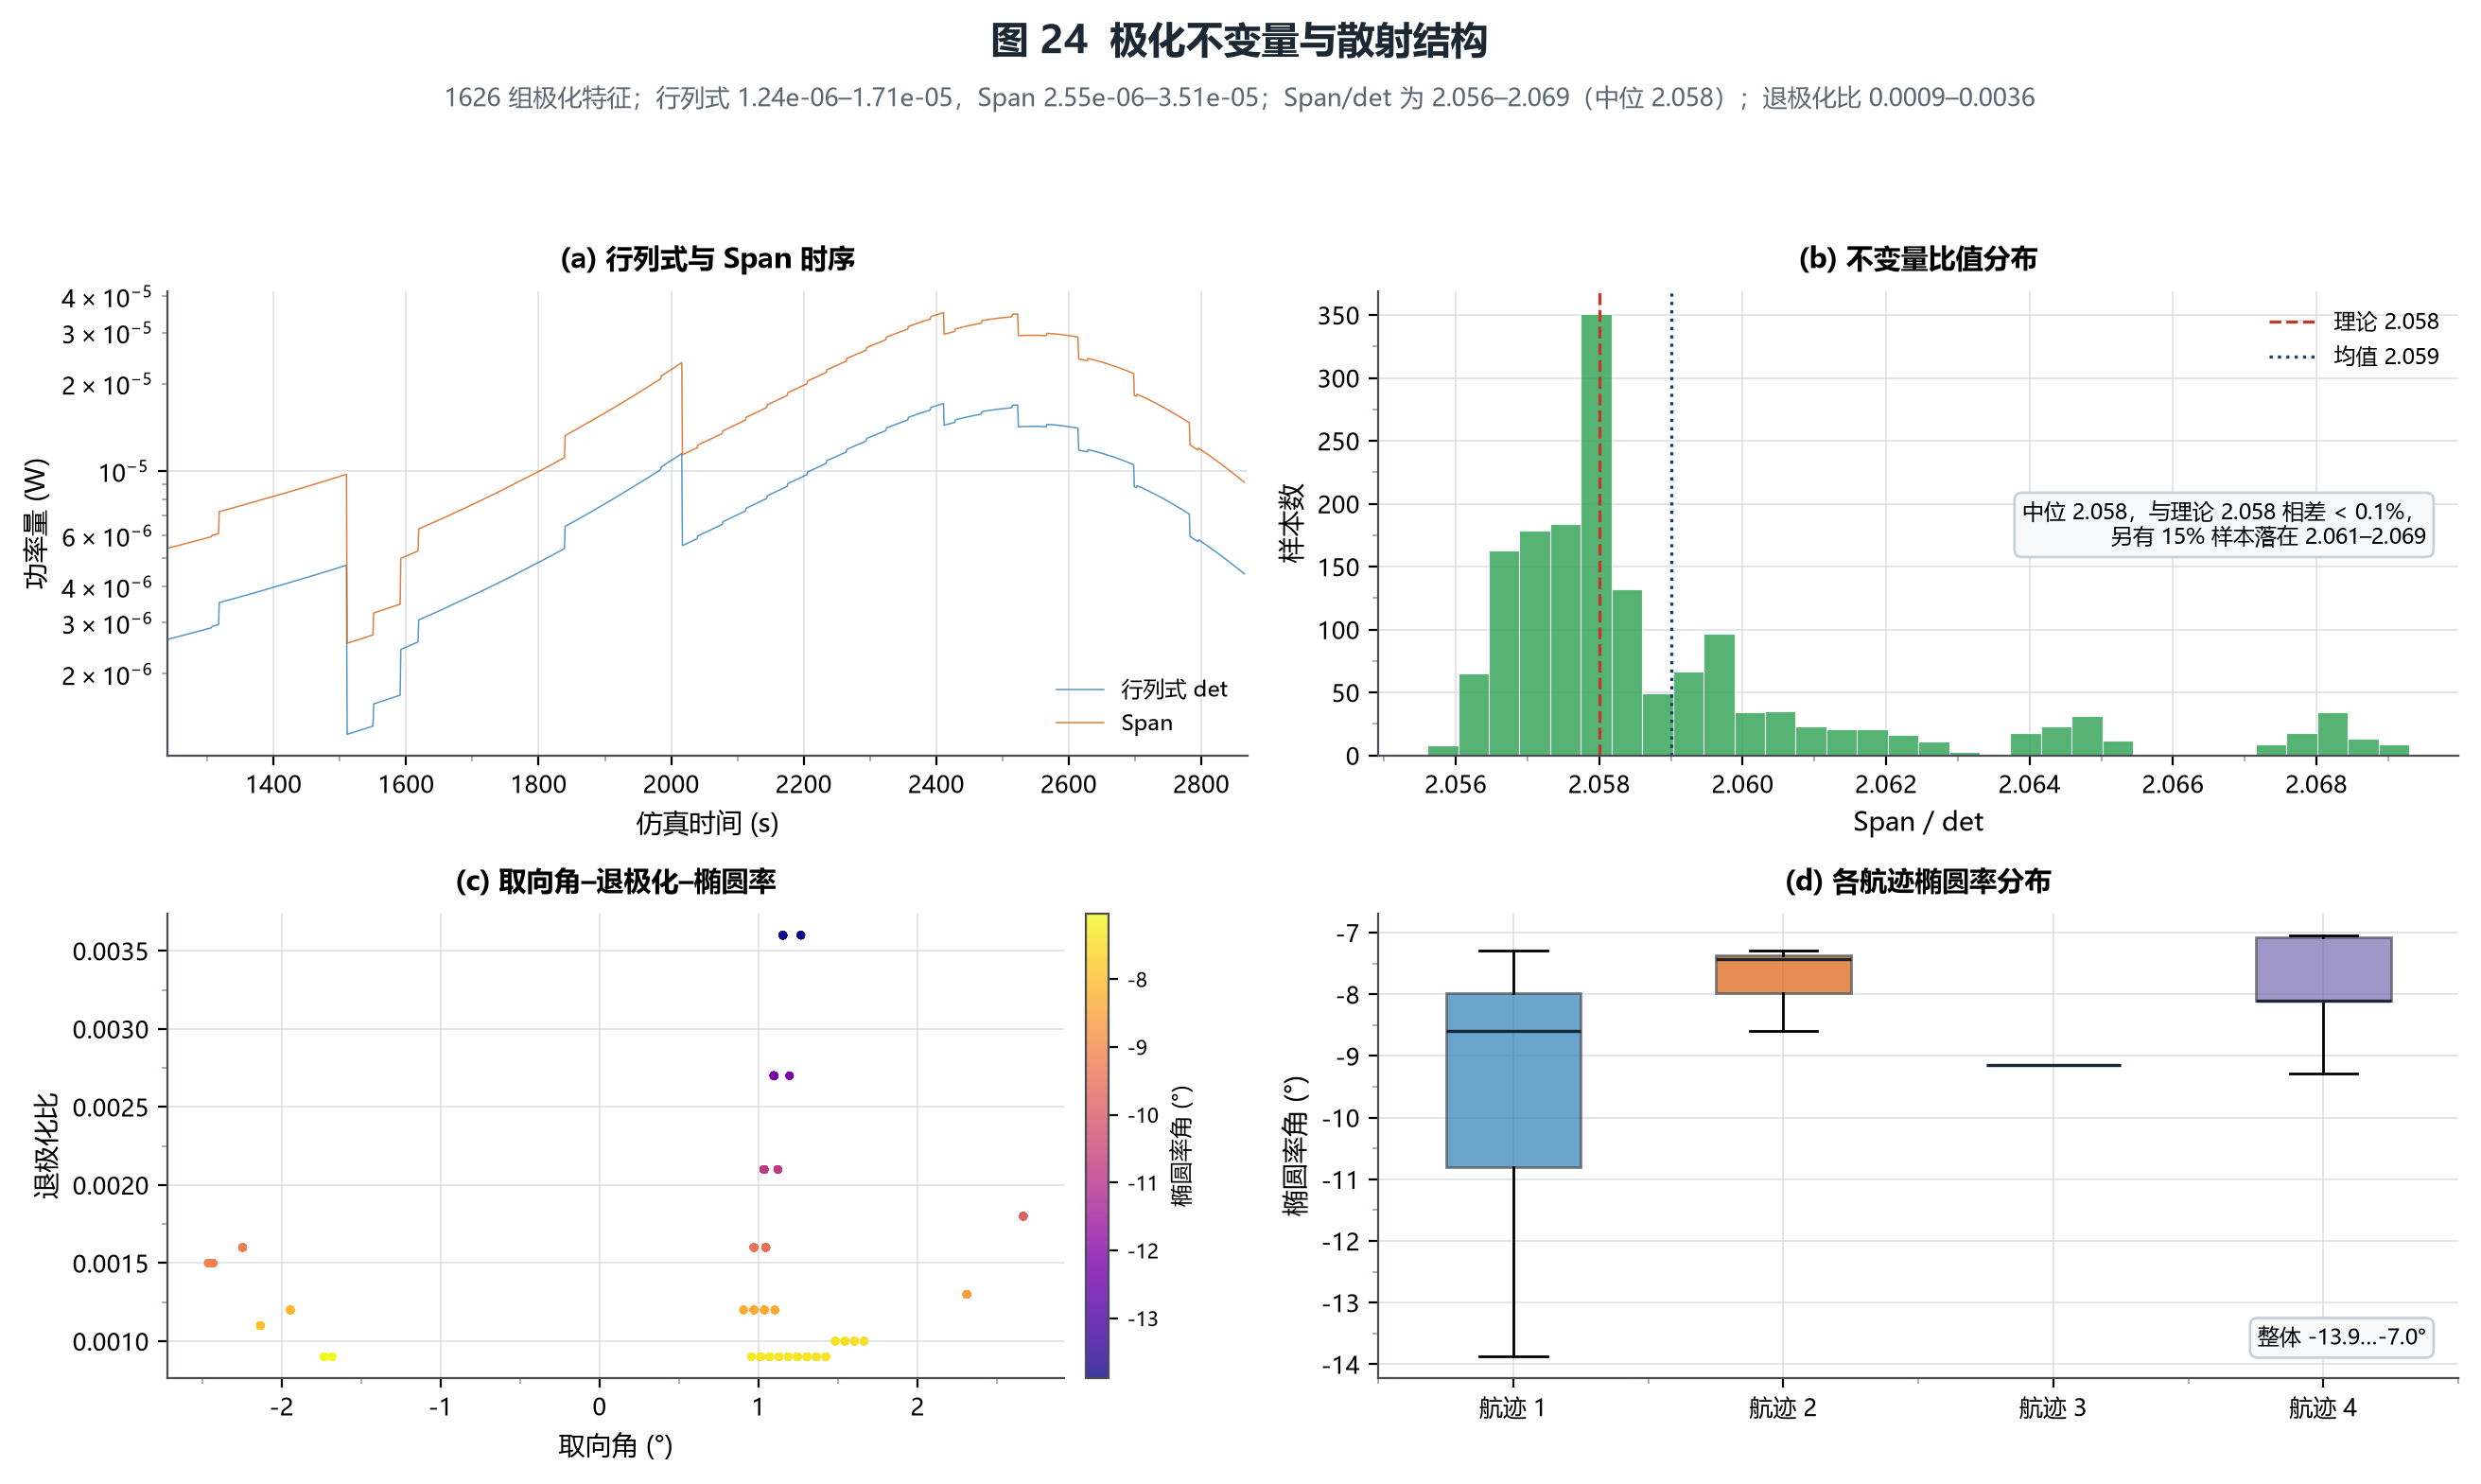 图 24 极化不变量与散射结构
1626 组极化特征；行列式 1.24e-06–1.71e-05，Span 2.55e-06–3.51e-05；Span/det 为 2.056–2.069（中位 2.058）；退极化比 0.0009–0.0036
(a) 行列式与 Span 时序
功率量 (W)
4 × 10⁻⁵
3 × 10⁻⁵
2 × 10⁻⁵
10⁻⁵
6 × 10⁻⁶
4 × 10⁻⁶
3 × 10⁻⁶
2 × 10⁻⁶
行列式 det
Span
1400 1600 1800 2000 2200 2400 2600 2800
仿真时间 (s)
(b) 不变量比值分布
样本数
350
300
250
200
150
100
50
0
理论 2.058
均值 2.059
中位 2.058，与理论 2.058 相差 < 0.1%，
另有 15% 样本落在 2.061–2.069
2.056 2.058 2.060 2.062 2.064 2.066 2.068
Span / det
(c) 取向角–退极化–椭圆率
退极化比
0.0035
0.0030
0.0025
0.0020
0.0015
0.0010
-2 -1 0 1 2
取向角 (°)
-8
-9
-10
-11
-12
-13
椭圆率角 (°)
(d) 各航迹椭圆率分布
椭圆率角 (°)
-7
-8
-9
-10
-11
-12
-13
-14
整体 -13.9…-7.0°
航迹 1 航迹 2 航迹 3 航迹 4